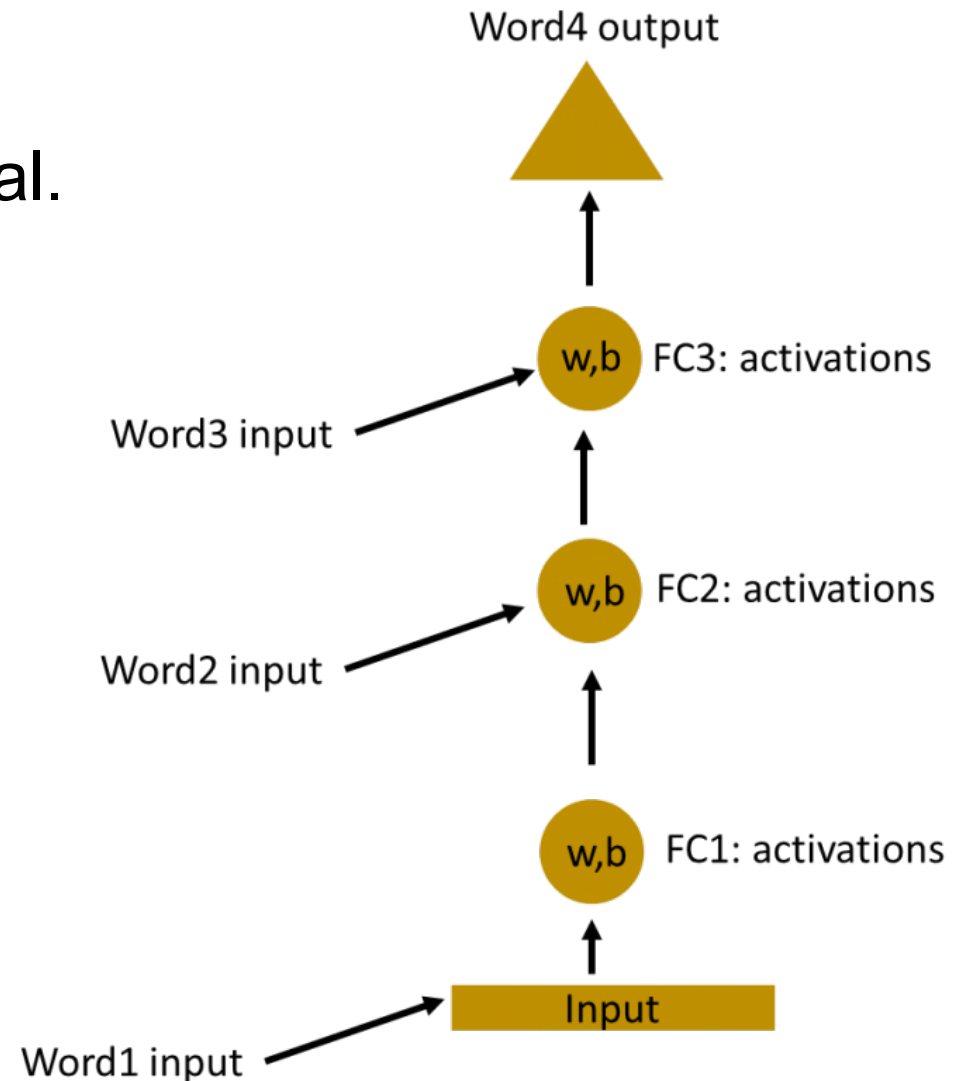 Word4 output
al.
w,b FC3: activations
Word3 input
w,b FC2: activations
Word2 input
w,b FC1: activations
Input
Word1 input